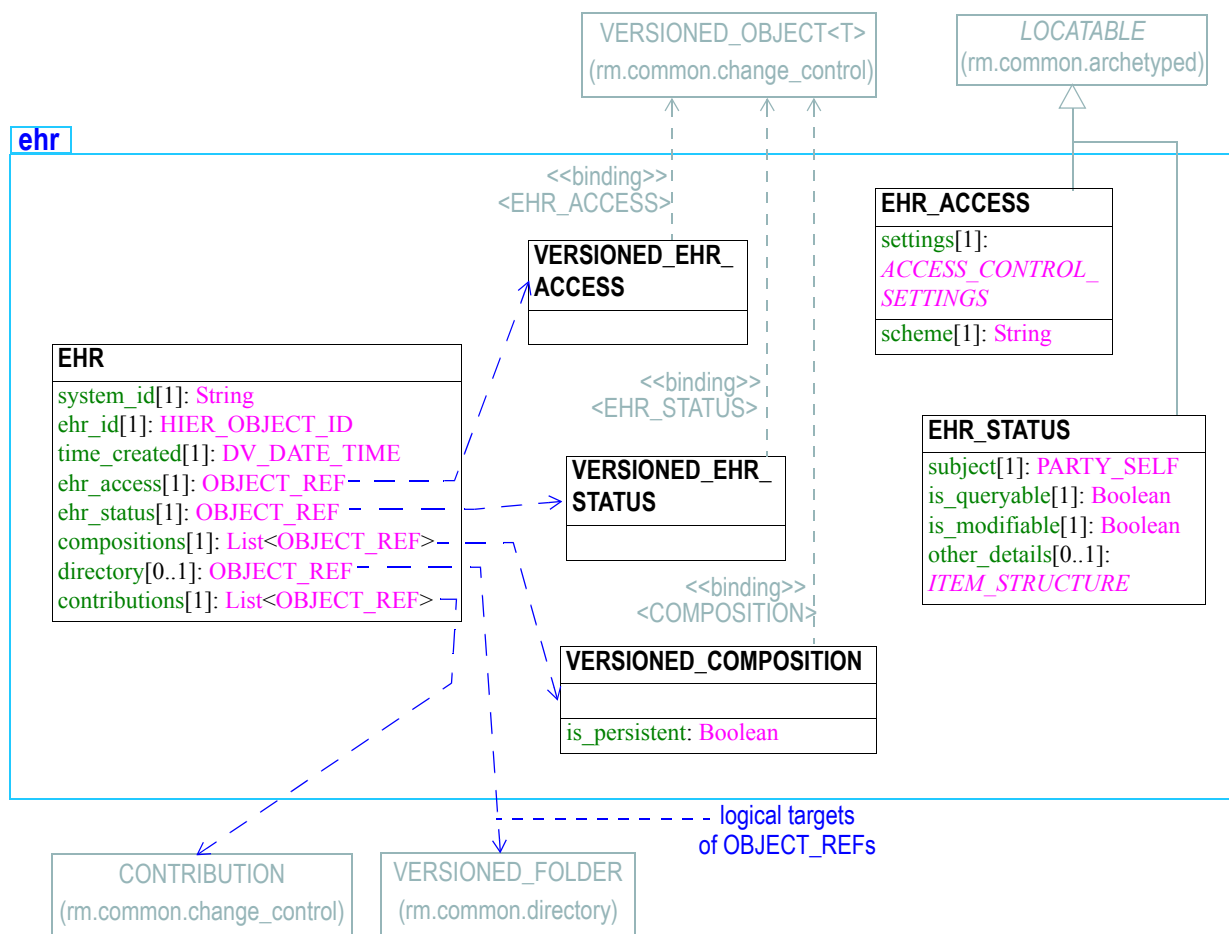 VERSIONED_OBJECT<T>
(rm.common.change_control)
LOCATABLE
(rm.common.archetyped)
ehr
<<binding>>
<EHR_ACCESS>
VERSIONED_EHR_
ACCESS
EHR_ACCESS
settings[1]:
ACCESS_CONTROL_
SETTINGS
scheme[1]: String
EHR
system_id[1]: String
ehr_id[1]: HIER_OBJECT_ID
time_created[1]: DV_DATE_TIME
ehr_access[1]: OBJECT_REF
ehr_status[1]: OBJECT_REF
compositions[1]: List<OBJECT_REF>
directory[0..1]: OBJECT_REF
contributions[1]: List<OBJECT_REF>
<<binding>>
<EHR_STATUS>
VERSIONED_EHR_
STATUS
EHR_STATUS
subject[1]: PARTY_SELF
is_queryable[1]: Boolean
is_modifiable[1]: Boolean
other_details[0..1]:
ITEM_STRUCTURE
<<binding>>
<COMPOSITION>
VERSIONED_COMPOSITION
is_persistent: Boolean
logical targets
of OBJECT_REFs
CONTRIBUTION
(rm.common.change_control)
VERSIONED_FOLDER
(rm.common.directory)